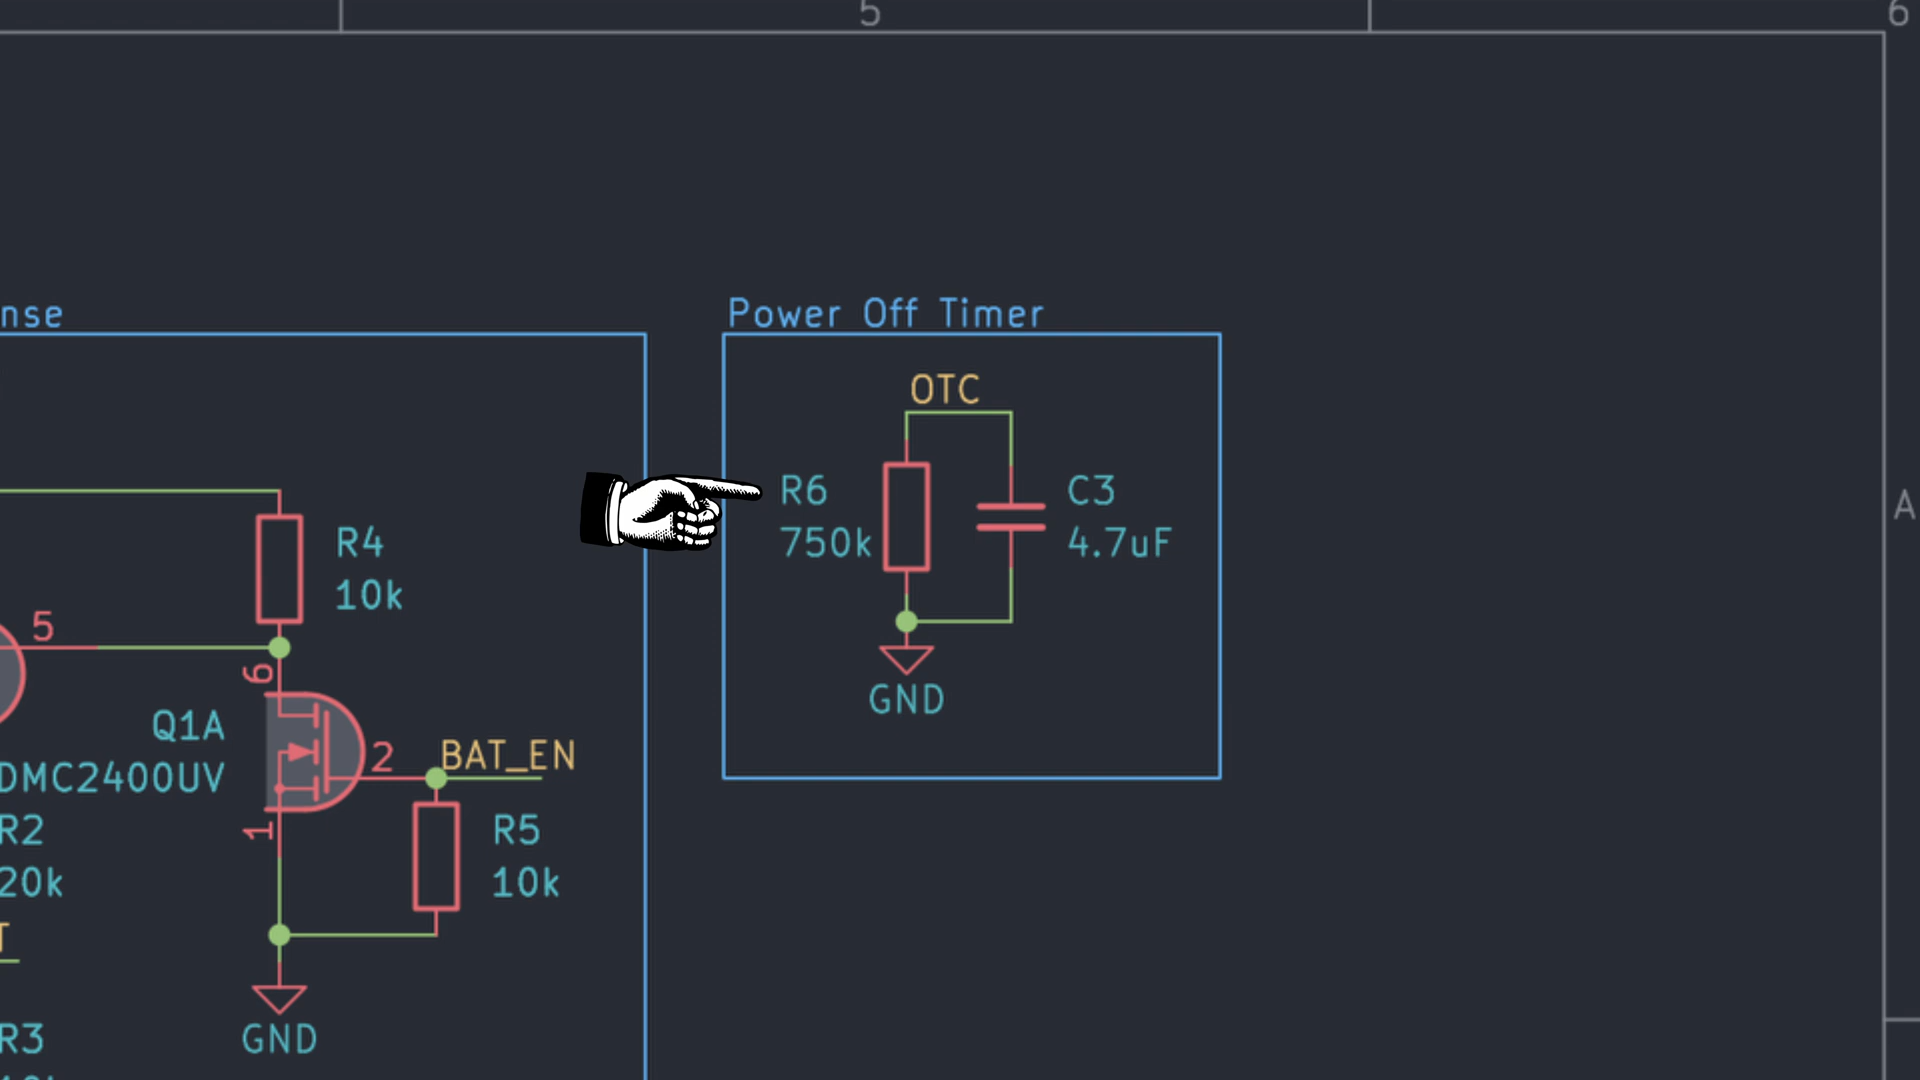 5
6
A
nse
Power Off Timer
OTC
R6
750k
C3
4.7uF
GND
R4
10k
5
6
Q1A
DMC2400UV
2
BAT_EN
1
R2
20k
R5
10k
T
GND
R3